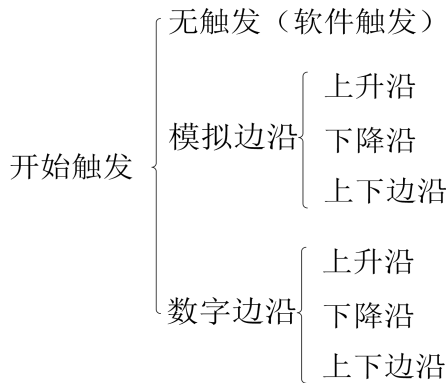 无触发（软件触发）
上升沿
模拟边沿
下降沿
开始触发
上下边沿
上升沿
数字边沿
下降沿
上下边沿